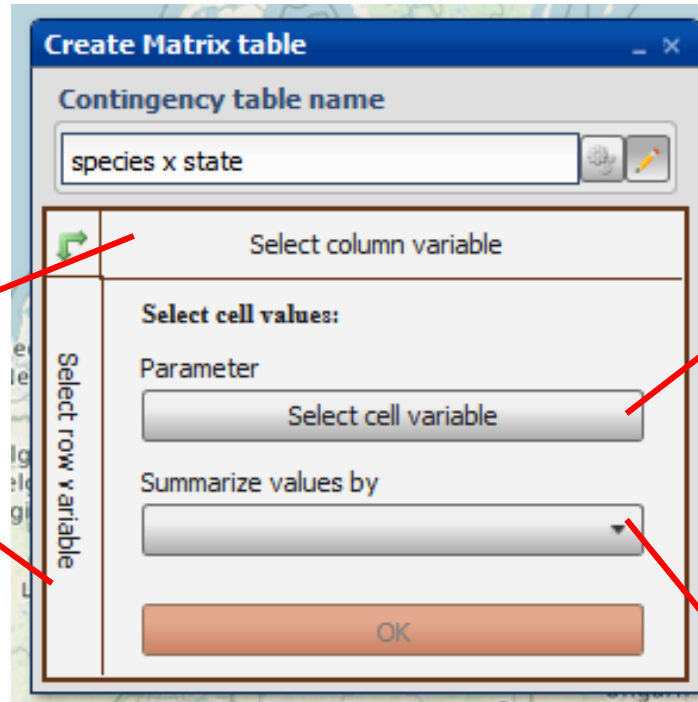 Create Matrix table
Contingency table name
species x state
Select column variable
Select row variable
Select cell values:
Parameter
Select cell variable
Summarize values by
OK